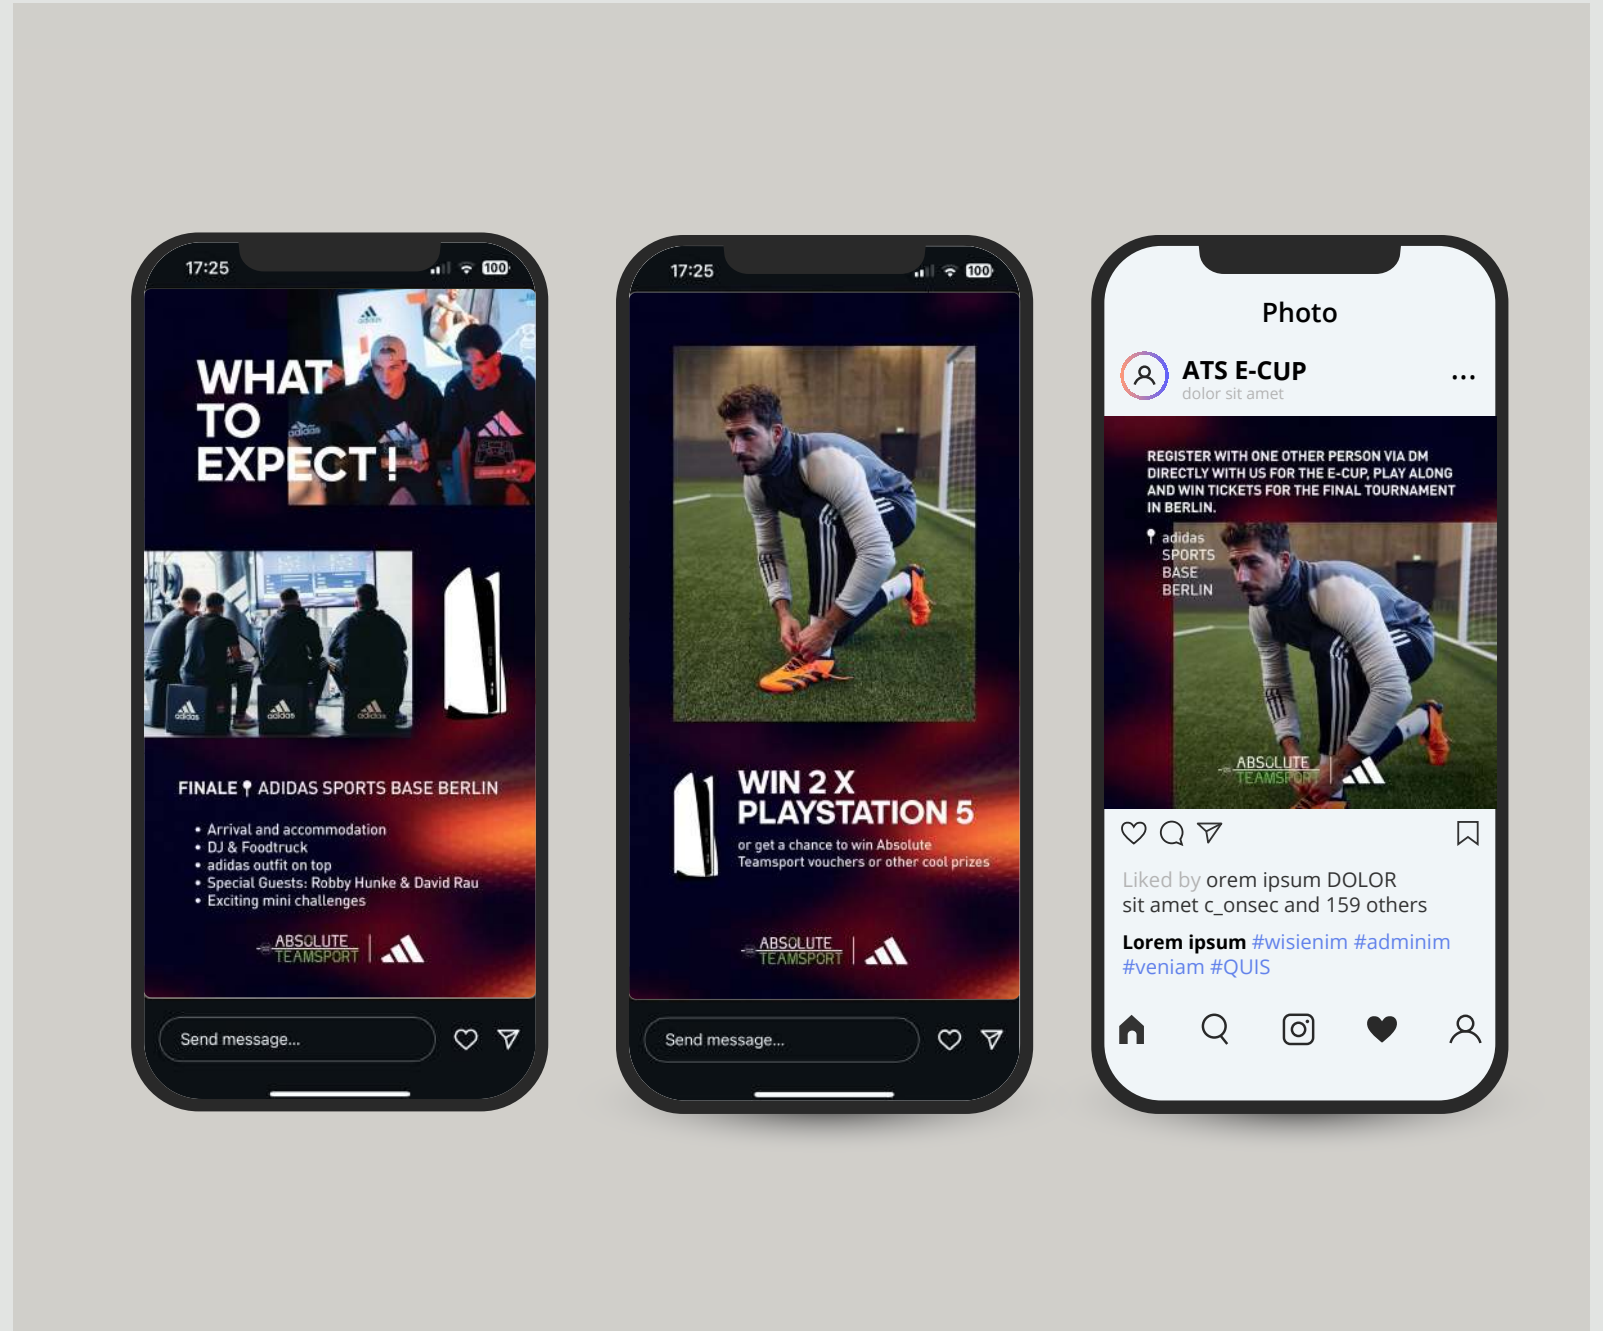 17:25
100
adidas
WHAT
TO
EXPECT !
adidas
adidas
adidas
adidas
FINALE ADIDAS SPORTS BASE BERLIN
• Arrival and accommodation
• DJ & Foodtruck
• adidas outfit on top
• Special Guests: Robby Hunke & David Rau
• Exciting mini challenges
ABSOLUTE
TEAMSPORT
Send message...
17:25
100
WIN 2 X
PLAYSTATION 5
or get a chance to win Absolute
Teamsport vouchers or other cool prizes
ABSOLUTE
TEAMSPORT
Send message...
Photo
ATS E-CUP
dolor sit amet
REGISTER WITH ONE OTHER PERSON VIA DM
DIRECTLY WITH US FOR THE E-CUP, PLAY ALONG
AND WIN TICKETS FOR THE FINAL TOURNAMENT
IN BERLIN.
adidas
SPORTS
BASE
BERLIN
ABSOLUTE
TEAMSPORT
Liked by orem ipsum DOLOR
sit amet c_onsec and 159 others
Lorem ipsum #wisienim #adminim
#veniam #QUIS